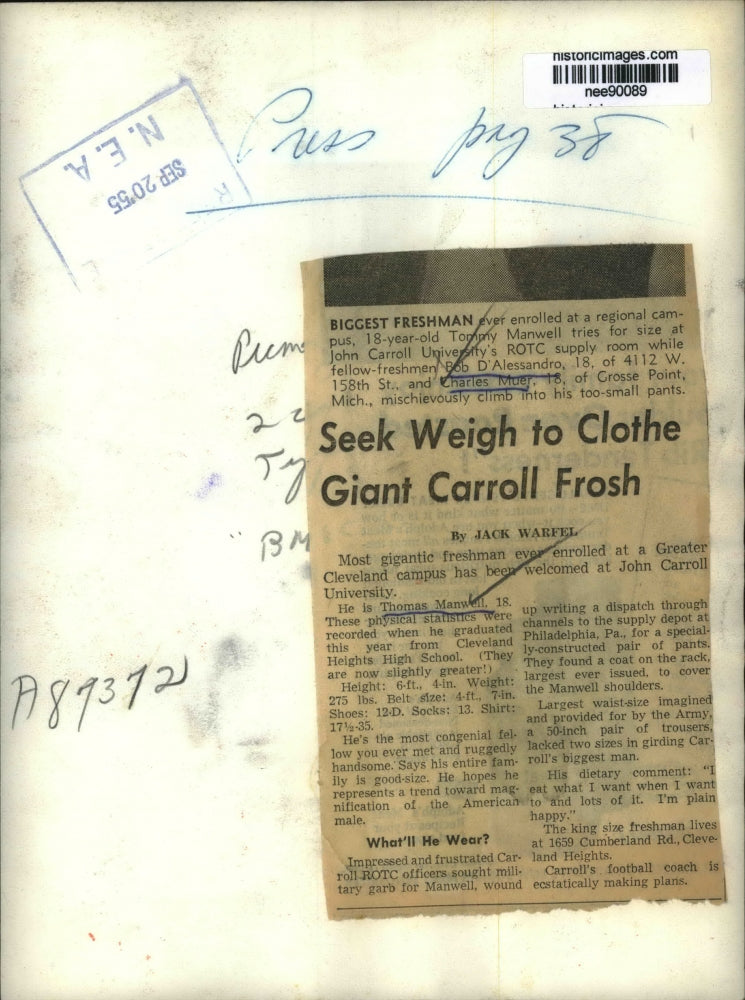 historicimages.com
nee90089
Press pg 38
N.E.A.
SEP 20'55
A87372
BIGGEST FRESHMAN ever enrolled at a regional cam-
pus, 18-year-old Tommy Manwell tries for size at
John Carroll University's ROTC supply room while
fellow-freshmen Bob D'Alessandro, 18, of 4112 W.
158th St., and Charles Muer, 18, of Grosse Point,
Mich., mischievously climb into his too-small pants.
Seek Weigh to Clothe
Giant Carroll Frosh
By JACK WARFEL
Most gigantic freshman ever enrolled at a Greater
Cleveland campus has been welcomed at John Carroll
University.
He is Thomas Manwell, 18.
These physical statistics were
recorded when he graduated
this year from Cleveland
Heights High School. (They
are now slightly greater!)
Height: 6-ft., 4-in. Weight:
275 lbs. Belt size: 4-ft., 7-in.
Shoes: 12-D. Socks: 13. Shirt:
17½-35.
He's the most congenial fel-
low you ever met and ruggedly
handsome. Says his entire fam-
ily is good-size. He hopes he
represents a trend toward mag-
nification of the American
male.
What'll He Wear?
Impressed and frustrated Car-
roll ROTC officers sought mili-
tary garb for Manwell, wound
up writing a dispatch through
channels to the supply depot at
Philadelphia, Pa., for a special-
ly-constructed pair of pants.
They found a coat on the rack,
largest ever issued, to cover
the Manwell shoulders.
Largest waist-size imagined
and provided for by the Army,
a 50-inch pair of trousers,
lacked two sizes in girding Car-
roll's biggest man.
His dietary comment: "I
eat what I want when I want
to and lots of it. I'm plain
happy."
The king size freshman lives
at 1659 Cumberland Rd., Cleve-
land Heights.
Carroll's football coach is
ecstatically making plans.